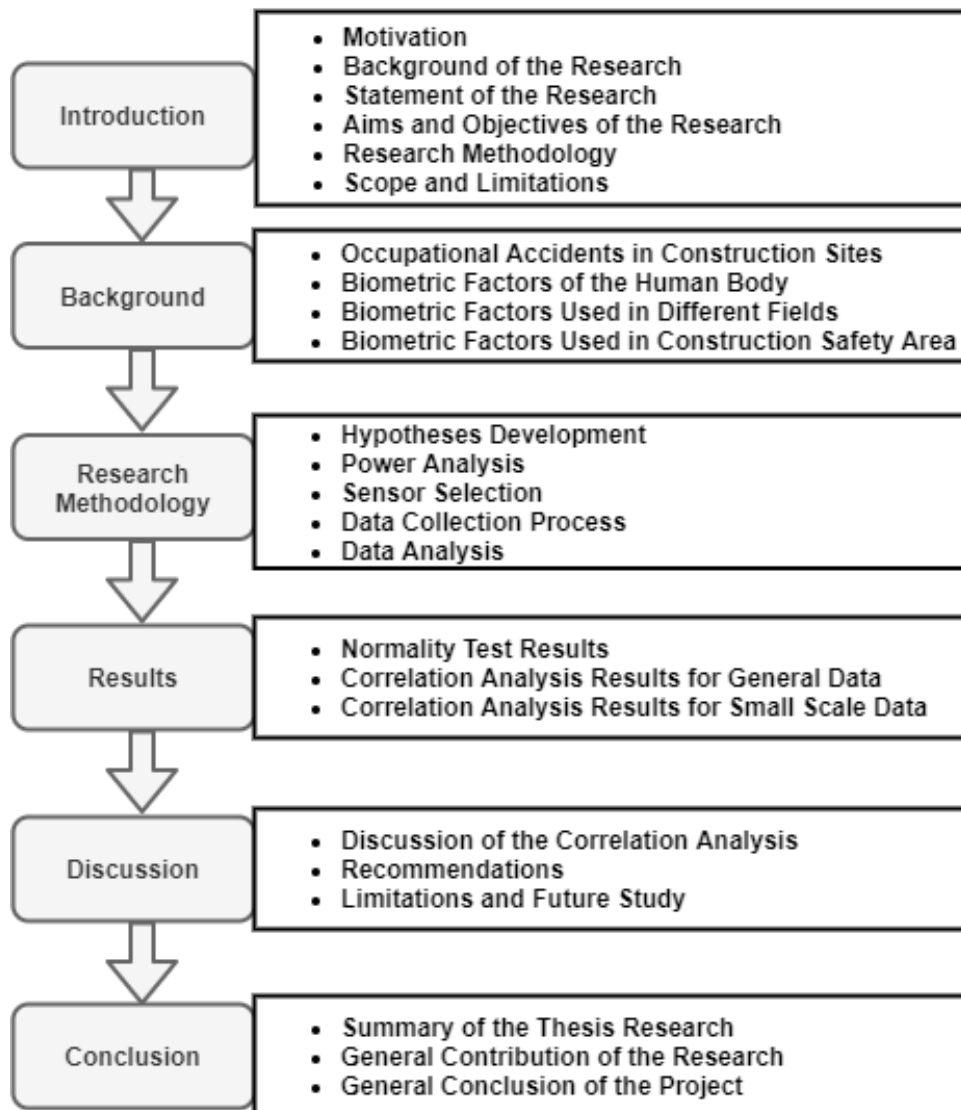 Introduction
• Motivation
• Background of the Research
• Statement of the Research
• Aims and Objectives of the Research
• Research Methodology
• Scope and Limitations
Background
• Occupational Accidents in Construction Sites
• Biometric Factors of the Human Body
• Biometric Factors Used in Different Fields
• Biometric Factors Used in Construction Safety Area
Research
Methodology
• Hypotheses Development
• Power Analysis
• Sensor Selection
• Data Collection Process
• Data Analysis
Results
• Normality Test Results
• Correlation Analysis Results for General Data
• Correlation Analysis Results for Small Scale Data
Discussion
• Discussion of the Correlation Analysis
• Recommendations
• Limitations and Future Study
Conclusion
• Summary of the Thesis Research
• General Contribution of the Research
• General Conclusion of the Project